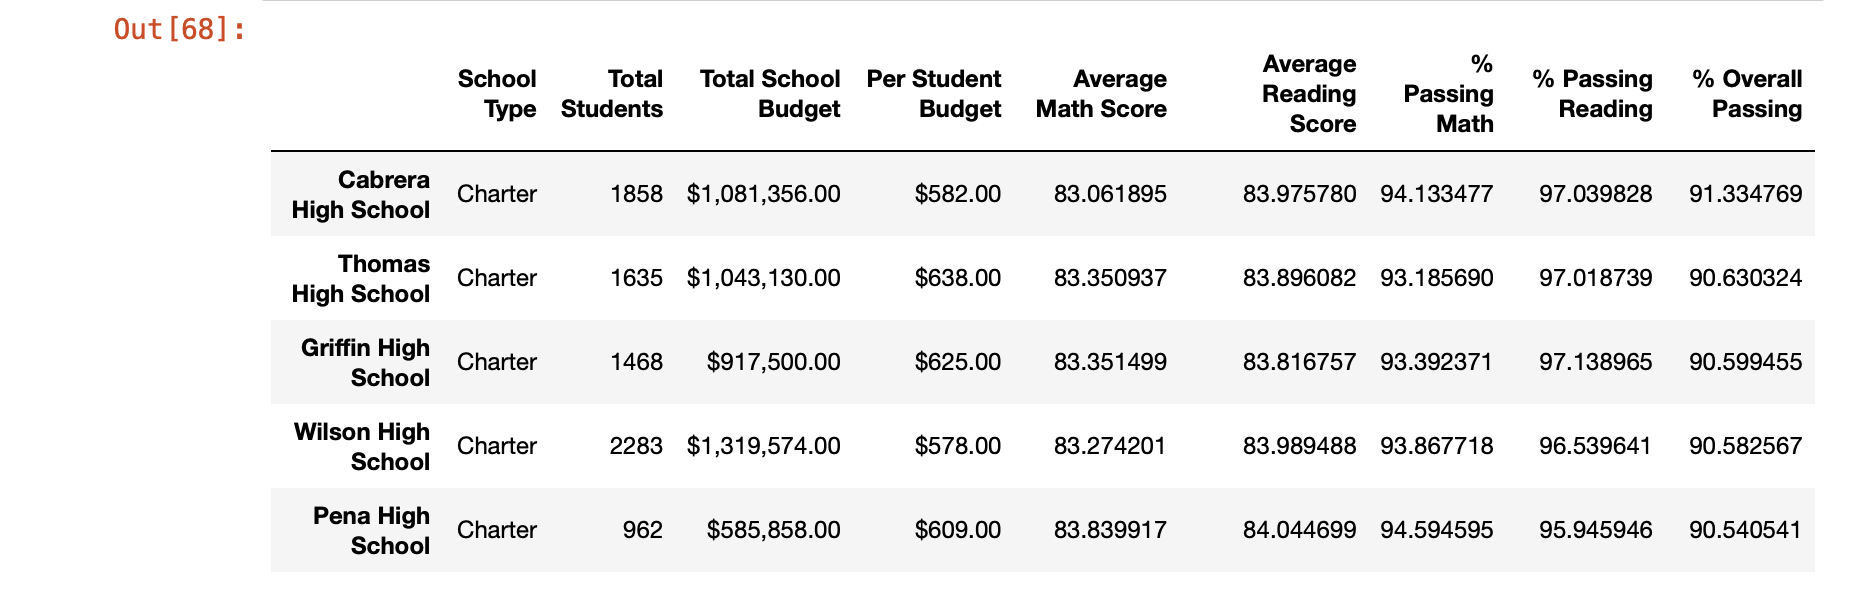 Out[68]:
School Type Total Students Total School Budget Per Student Budget Average Math Score Average Reading Score % Passing Math % Passing Reading % Overall Passing
Cabrera High School Charter 1858 $1,081,356.00 $582.00 83.061895 83.975780 94.133477 97.039828 91.334769
Thomas High School Charter 1635 $1,043,130.00 $638.00 83.350937 83.896082 93.185690 97.018739 90.630324
Griffin High School Charter 1468 $917,500.00 $625.00 83.351499 83.816757 93.392371 97.138965 90.599455
Wilson High School Charter 2283 $1,319,574.00 $578.00 83.274201 83.989488 93.867718 96.539641 90.582567
Pena High School Charter 962 $585,858.00 $609.00 83.839917 84.044699 94.594595 95.945946 90.540541